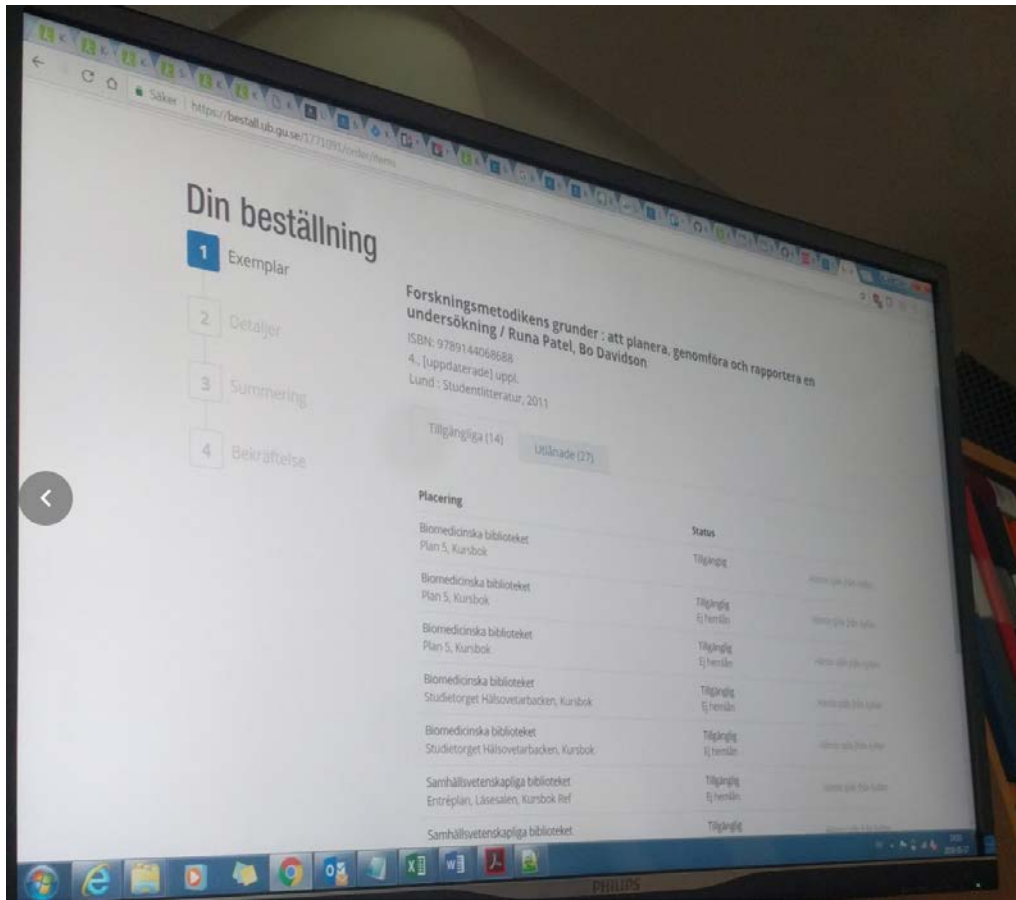 Säker | https://bestall.ub.gu.se/1771091/order/items
Din beställning
1 Exemplar
2 Detaljer
3 Summering
4 Bekräftelse
Forskningsmetodikens grunder : att planera, genomföra och rapportera en
undersökning / Runa Patel, Bo Davidson
ISBN: 9789144068688
4., [uppdaterade] uppl.
Lund : Studentlitteratur, 2011
Tillgängliga (14) Utlånade (27)
Placering Status
Biomedicinska biblioteket
Plan 5, Kursbok Tillgänglig
Biomedicinska biblioteket Tillgänglig
Plan 5, Kursbok Ej hemlån
Biomedicinska biblioteket Tillgänglig
Plan 5, Kursbok Ej hemlån
Biomedicinska biblioteket Tillgänglig
Studietorget Hälsovetarbacken, Kursbok Ej hemlån
Biomedicinska biblioteket Tillgänglig
Studietorget Hälsovetarbacken, Kursbok Ej hemlån
Samhällsvetenskapliga biblioteket Tillgänglig
Entréplan, Läsesalen, Kursbok Ref Ej hemlån
Samhällsvetenskapliga biblioteket Tillgänglig
PHILIPS